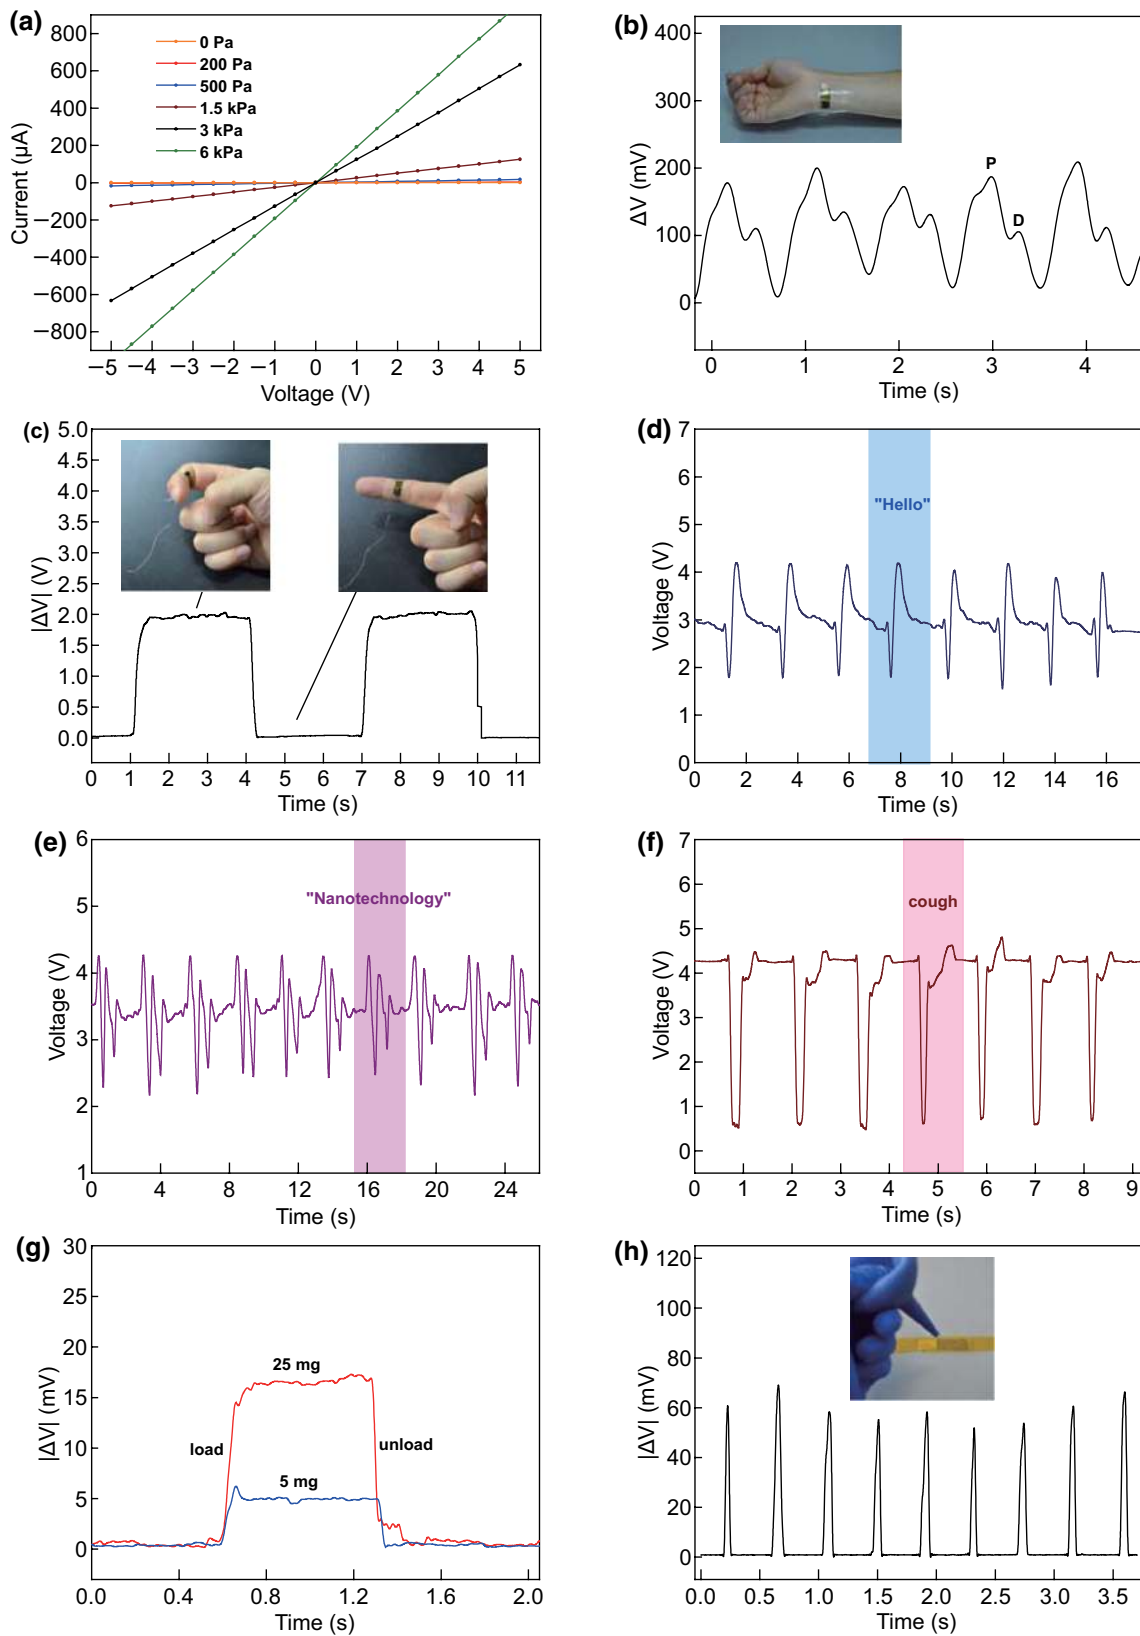 (a)
800
600
400
200
0
−200
−400
−600
−800
Current (μA)
0 Pa
200 Pa
500 Pa
1.5 kPa
3 kPa
6 kPa
−5 −4 −3 −2 −1 0 1 2 3 4 5
Voltage (V)
(b)
400
300
200
100
0
ΔV (mV)
P
D
0 1 2 3 4
Time (s)
(c)
5.0
4.5
4.0
3.5
3.0
2.5
2.0
1.5
1.0
0.5
0.0
|ΔV| (V)
0 1 2 3 4 5 6 7 8 9 10 11
Time (s)
(d)
7
6
5
4
3
2
1
0
Voltage (V)
"Hello"
0 2 4 6 8 10 12 14 16
Time (s)
(e)
6
5
4
3
2
1
Voltage (V)
"Nanotechnology"
0 4 8 12 16 20 24
Time (s)
(f)
7
6
5
4
3
2
1
0
Voltage (V)
cough
0 1 2 3 4 5 6 7 8 9
Time (s)
(g)
30
25
20
15
10
5
0
|ΔV| (mV)
25 mg
load
unload
5 mg
0.0 0.4 0.8 1.2 1.6 2.0
Time (s)
(h)
120
100
80
60
40
20
0
|ΔV| (mV)
0.0 0.5 1.0 1.5 2.0 2.5 3.0 3.5
Time (s)